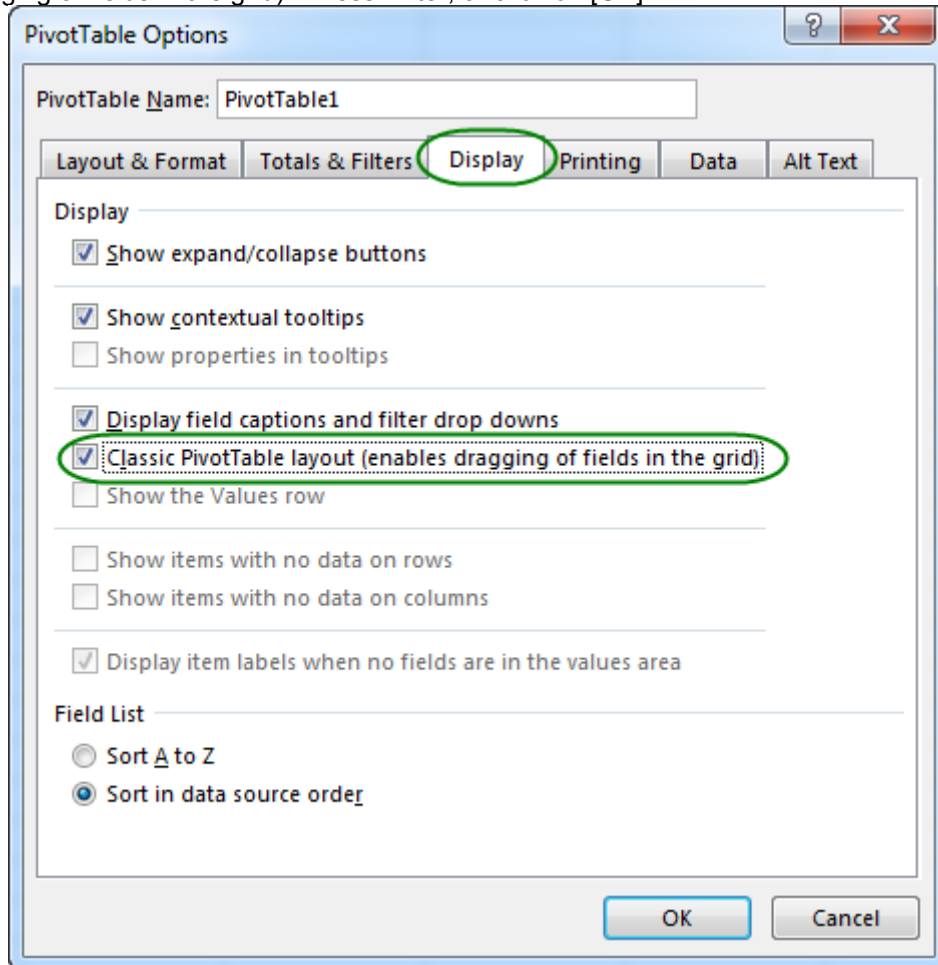 PivotTable Options
PivotTable Name: PivotTable1
Layout & Format Totals & Filters Display Printing Data Alt Text
Display
Show expand/collapse buttons
Show contextual tooltips
Show properties in tooltips
Display field captions and filter drop downs
Classic PivotTable layout (enables dragging of fields in the grid)
Show the Values row
Show items with no data on rows
Show items with no data on columns
Display item labels when no fields are in the values area
Field List
Sort A to Z
Sort in data source order
OK Cancel